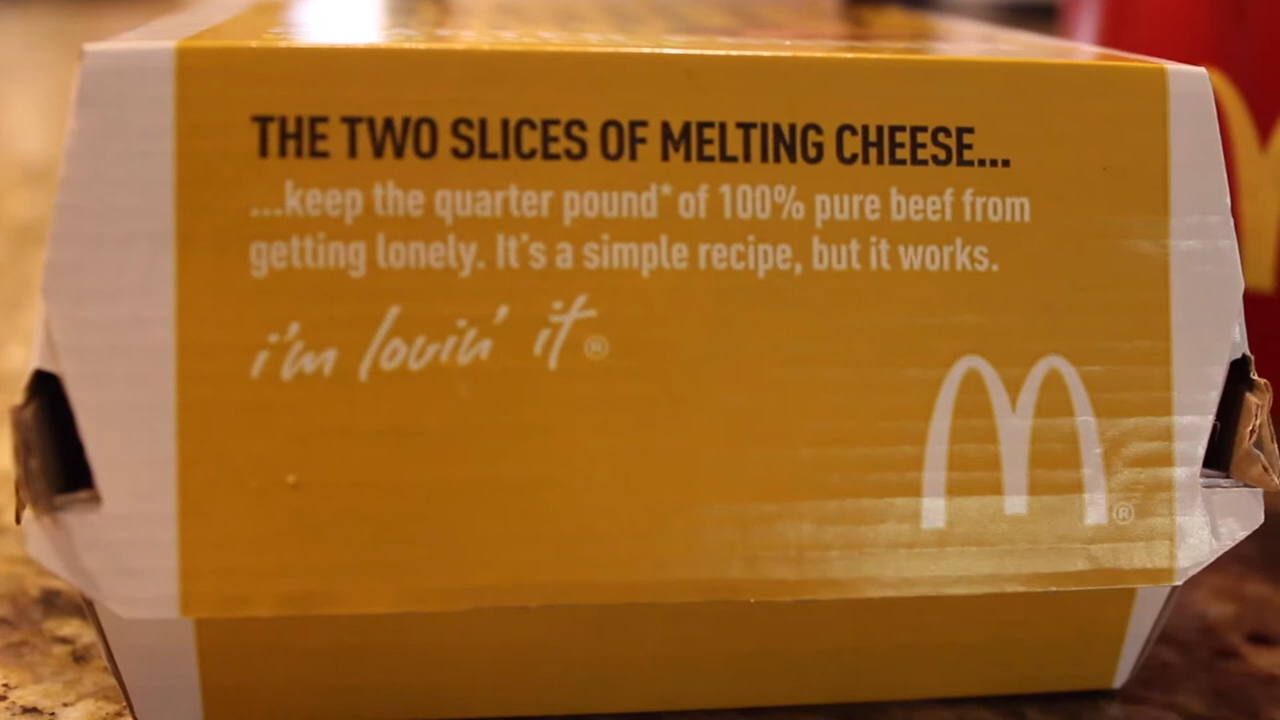 THE TWO SLICES OF MELTING CHEESE...
...keep the quarter pound* of 100% pure beef from
getting lonely. It's a simple recipe, but it works.
i'm lovin' it®
M®